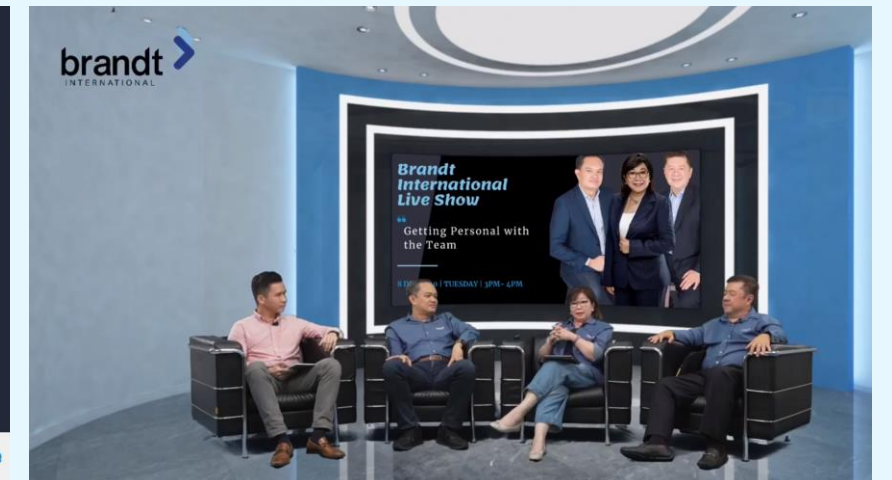 brandt
INTERNATIONAL
Brandt
International
Live Show
“
Getting Personal with
the Team
TUESDAY | 3PM - 4PM